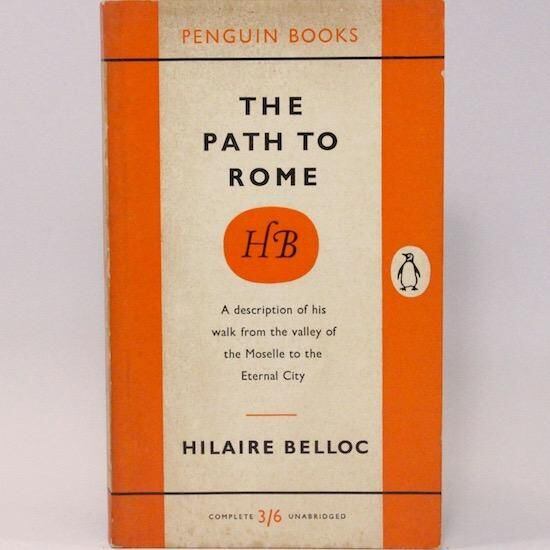 PENGUIN BOOKS
THE
PATH TO
ROME
HB
A description of his
walk from the valley of
the Moselle to the
Eternal City
HILAIRE BELLOC
COMPLETE 3/6 UNABRIDGED